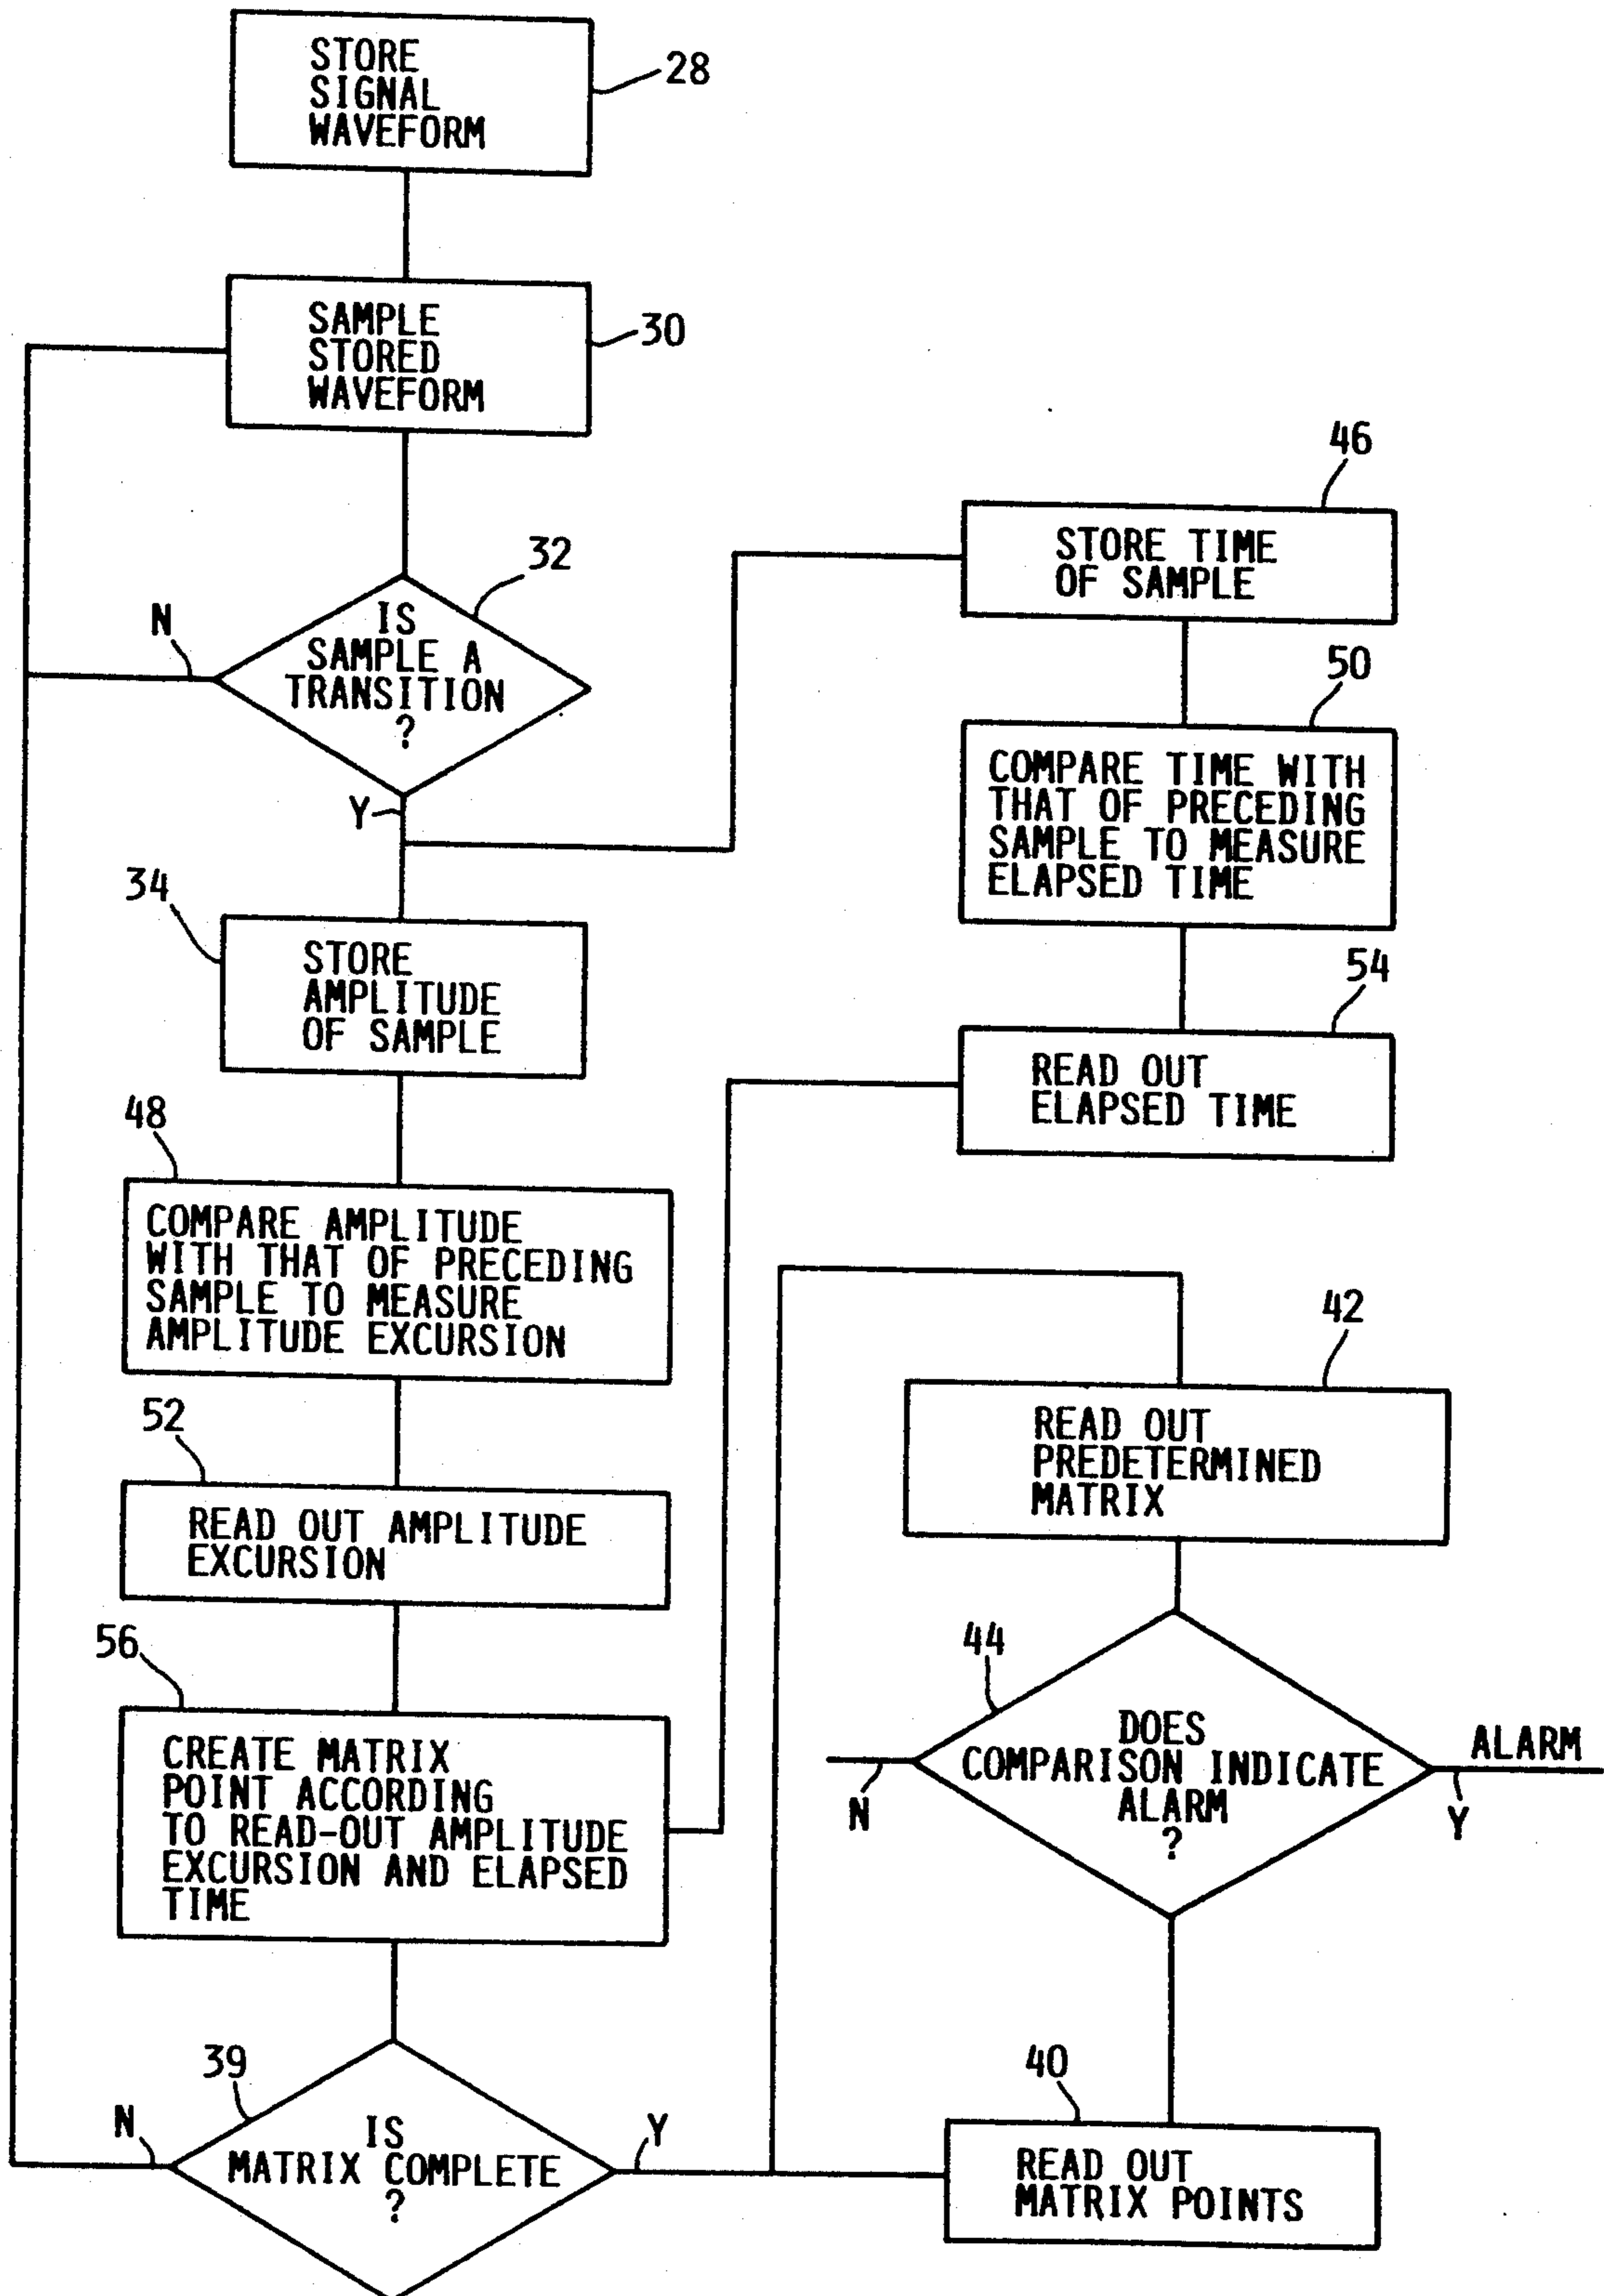 STORE
SIGNAL
WAVEFORM
28
SAMPLE
STORED
WAVEFORM
30
32
IS
SAMPLE A
TRANSITION
?
N
Y
46
STORE TIME
OF SAMPLE
50
COMPARE TIME WITH
THAT OF PRECEDING
SAMPLE TO MEASURE
ELAPSED TIME
54
READ OUT
ELAPSED TIME
34
STORE
AMPLITUDE
OF SAMPLE
48
COMPARE AMPLITUDE
WITH THAT OF PRECEDING
SAMPLE TO MEASURE
AMPLITUDE EXCURSION
52
READ OUT AMPLITUDE
EXCURSION
56
CREATE MATRIX
POINT ACCORDING
TO READ-OUT AMPLITUDE
EXCURSION AND ELAPSED
TIME
39
IS
MATRIX COMPLETE
?
N
Y
42
READ OUT
PREDETERMINED
MATRIX
44
DOES
COMPARISON INDICATE
ALARM
?
N
ALARM
Y
40
READ OUT
MATRIX POINTS